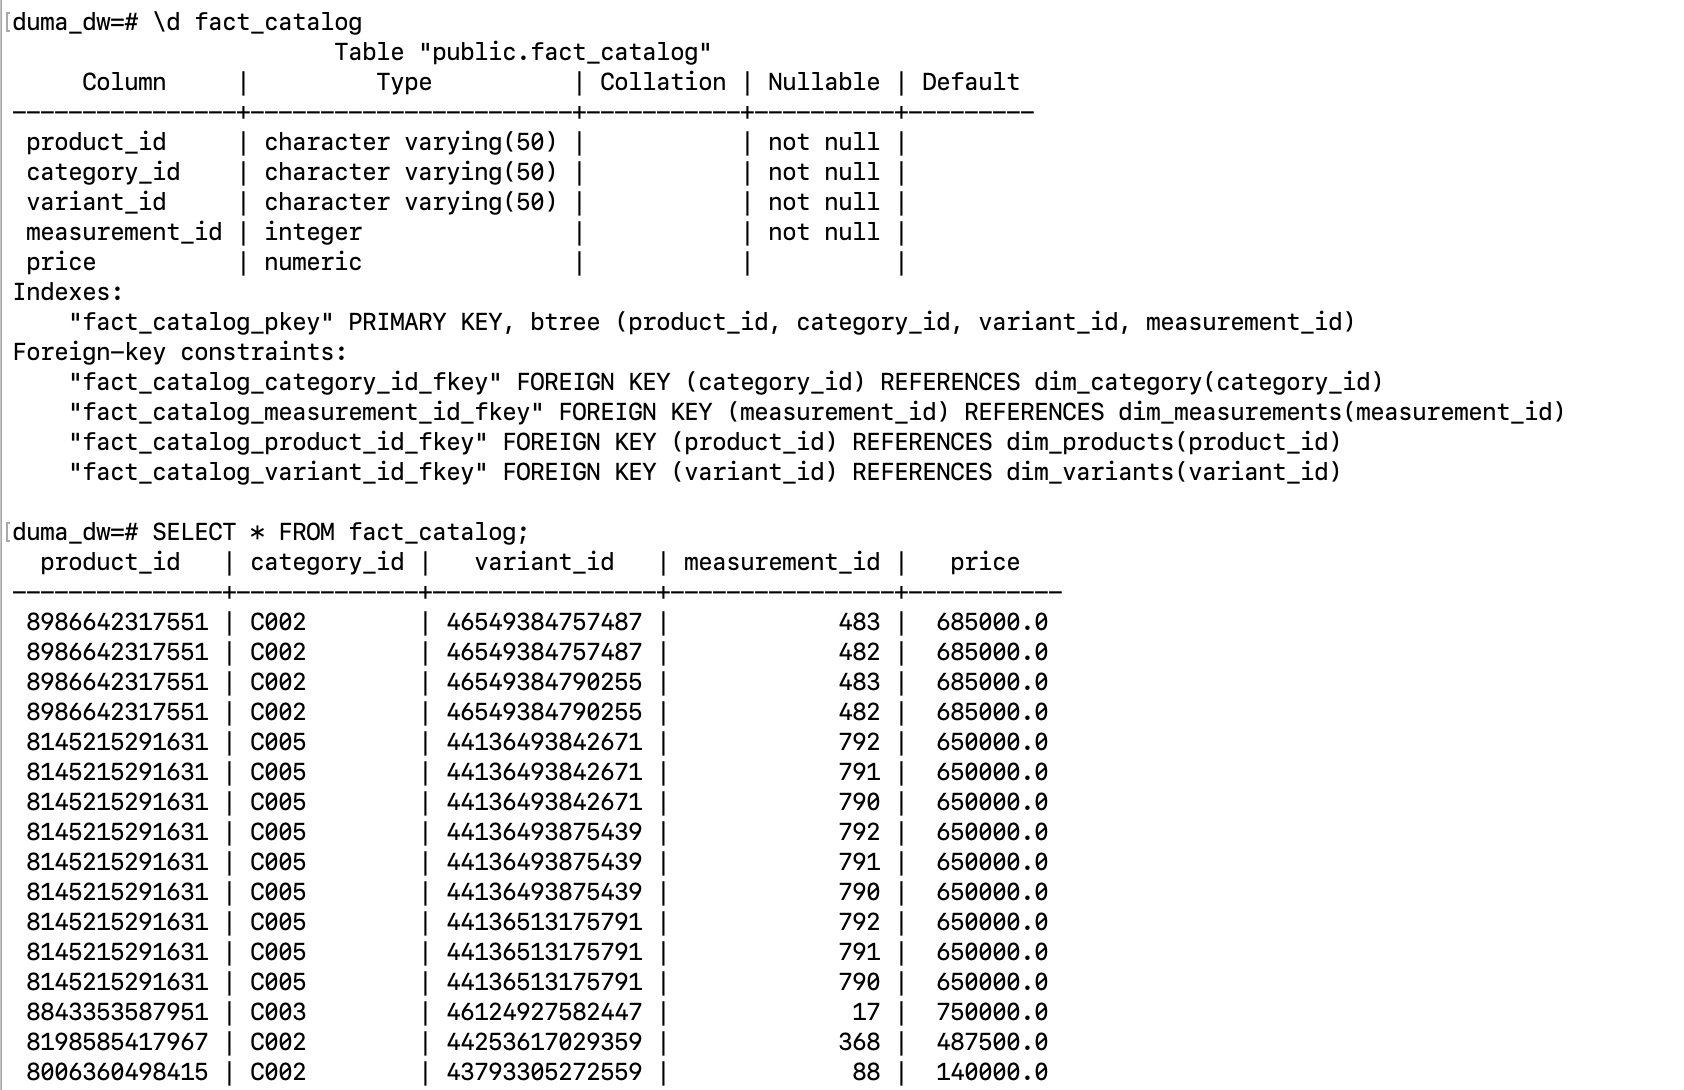 [duma_dw=# \d fact_catalog
                       Table "public.fact_catalog"
     Column     |         Type          | Collation | Nullable | Default
----------------+-----------------------+-----------+----------+---------
 product_id     | character varying(50) |           | not null |
 category_id    | character varying(50) |           | not null |
 variant_id     | character varying(50) |           | not null |
 measurement_id | integer               |           | not null |
 price          | numeric               |           |          |
Indexes:
    "fact_catalog_pkey" PRIMARY KEY, btree (product_id, category_id, variant_id, measurement_id)
Foreign-key constraints:
    "fact_catalog_category_id_fkey" FOREIGN KEY (category_id) REFERENCES dim_category(category_id)
    "fact_catalog_measurement_id_fkey" FOREIGN KEY (measurement_id) REFERENCES dim_measurements(measurement_id)
    "fact_catalog_product_id_fkey" FOREIGN KEY (product_id) REFERENCES dim_products(product_id)
    "fact_catalog_variant_id_fkey" FOREIGN KEY (variant_id) REFERENCES dim_variants(variant_id)

[duma_dw=# SELECT * FROM fact_catalog;
  product_id   | category_id |   variant_id   | measurement_id |   price
---------------+-------------+----------------+----------------+-----------
 8986642317551 | C002        | 46549384757487 |            483 |  685000.0
 8986642317551 | C002        | 46549384757487 |            482 |  685000.0
 8986642317551 | C002        | 46549384790255 |            483 |  685000.0
 8986642317551 | C002        | 46549384790255 |            482 |  685000.0
 8145215291631 | C005        | 44136493842671 |            792 |  650000.0
 8145215291631 | C005        | 44136493842671 |            791 |  650000.0
 8145215291631 | C005        | 44136493842671 |            790 |  650000.0
 8145215291631 | C005        | 44136493875439 |            792 |  650000.0
 8145215291631 | C005        | 44136493875439 |            791 |  650000.0
 8145215291631 | C005        | 44136493875439 |            790 |  650000.0
 8145215291631 | C005        | 44136513175791 |            792 |  650000.0
 8145215291631 | C005        | 44136513175791 |            791 |  650000.0
 8145215291631 | C005        | 44136513175791 |            790 |  650000.0
 8843353587951 | C003        | 46124927582447 |             17 |  750000.0
 8198585417967 | C002        | 44253617029359 |            368 |  487500.0
 8006360498415 | C002        | 43793305272559 |             88 |  140000.0